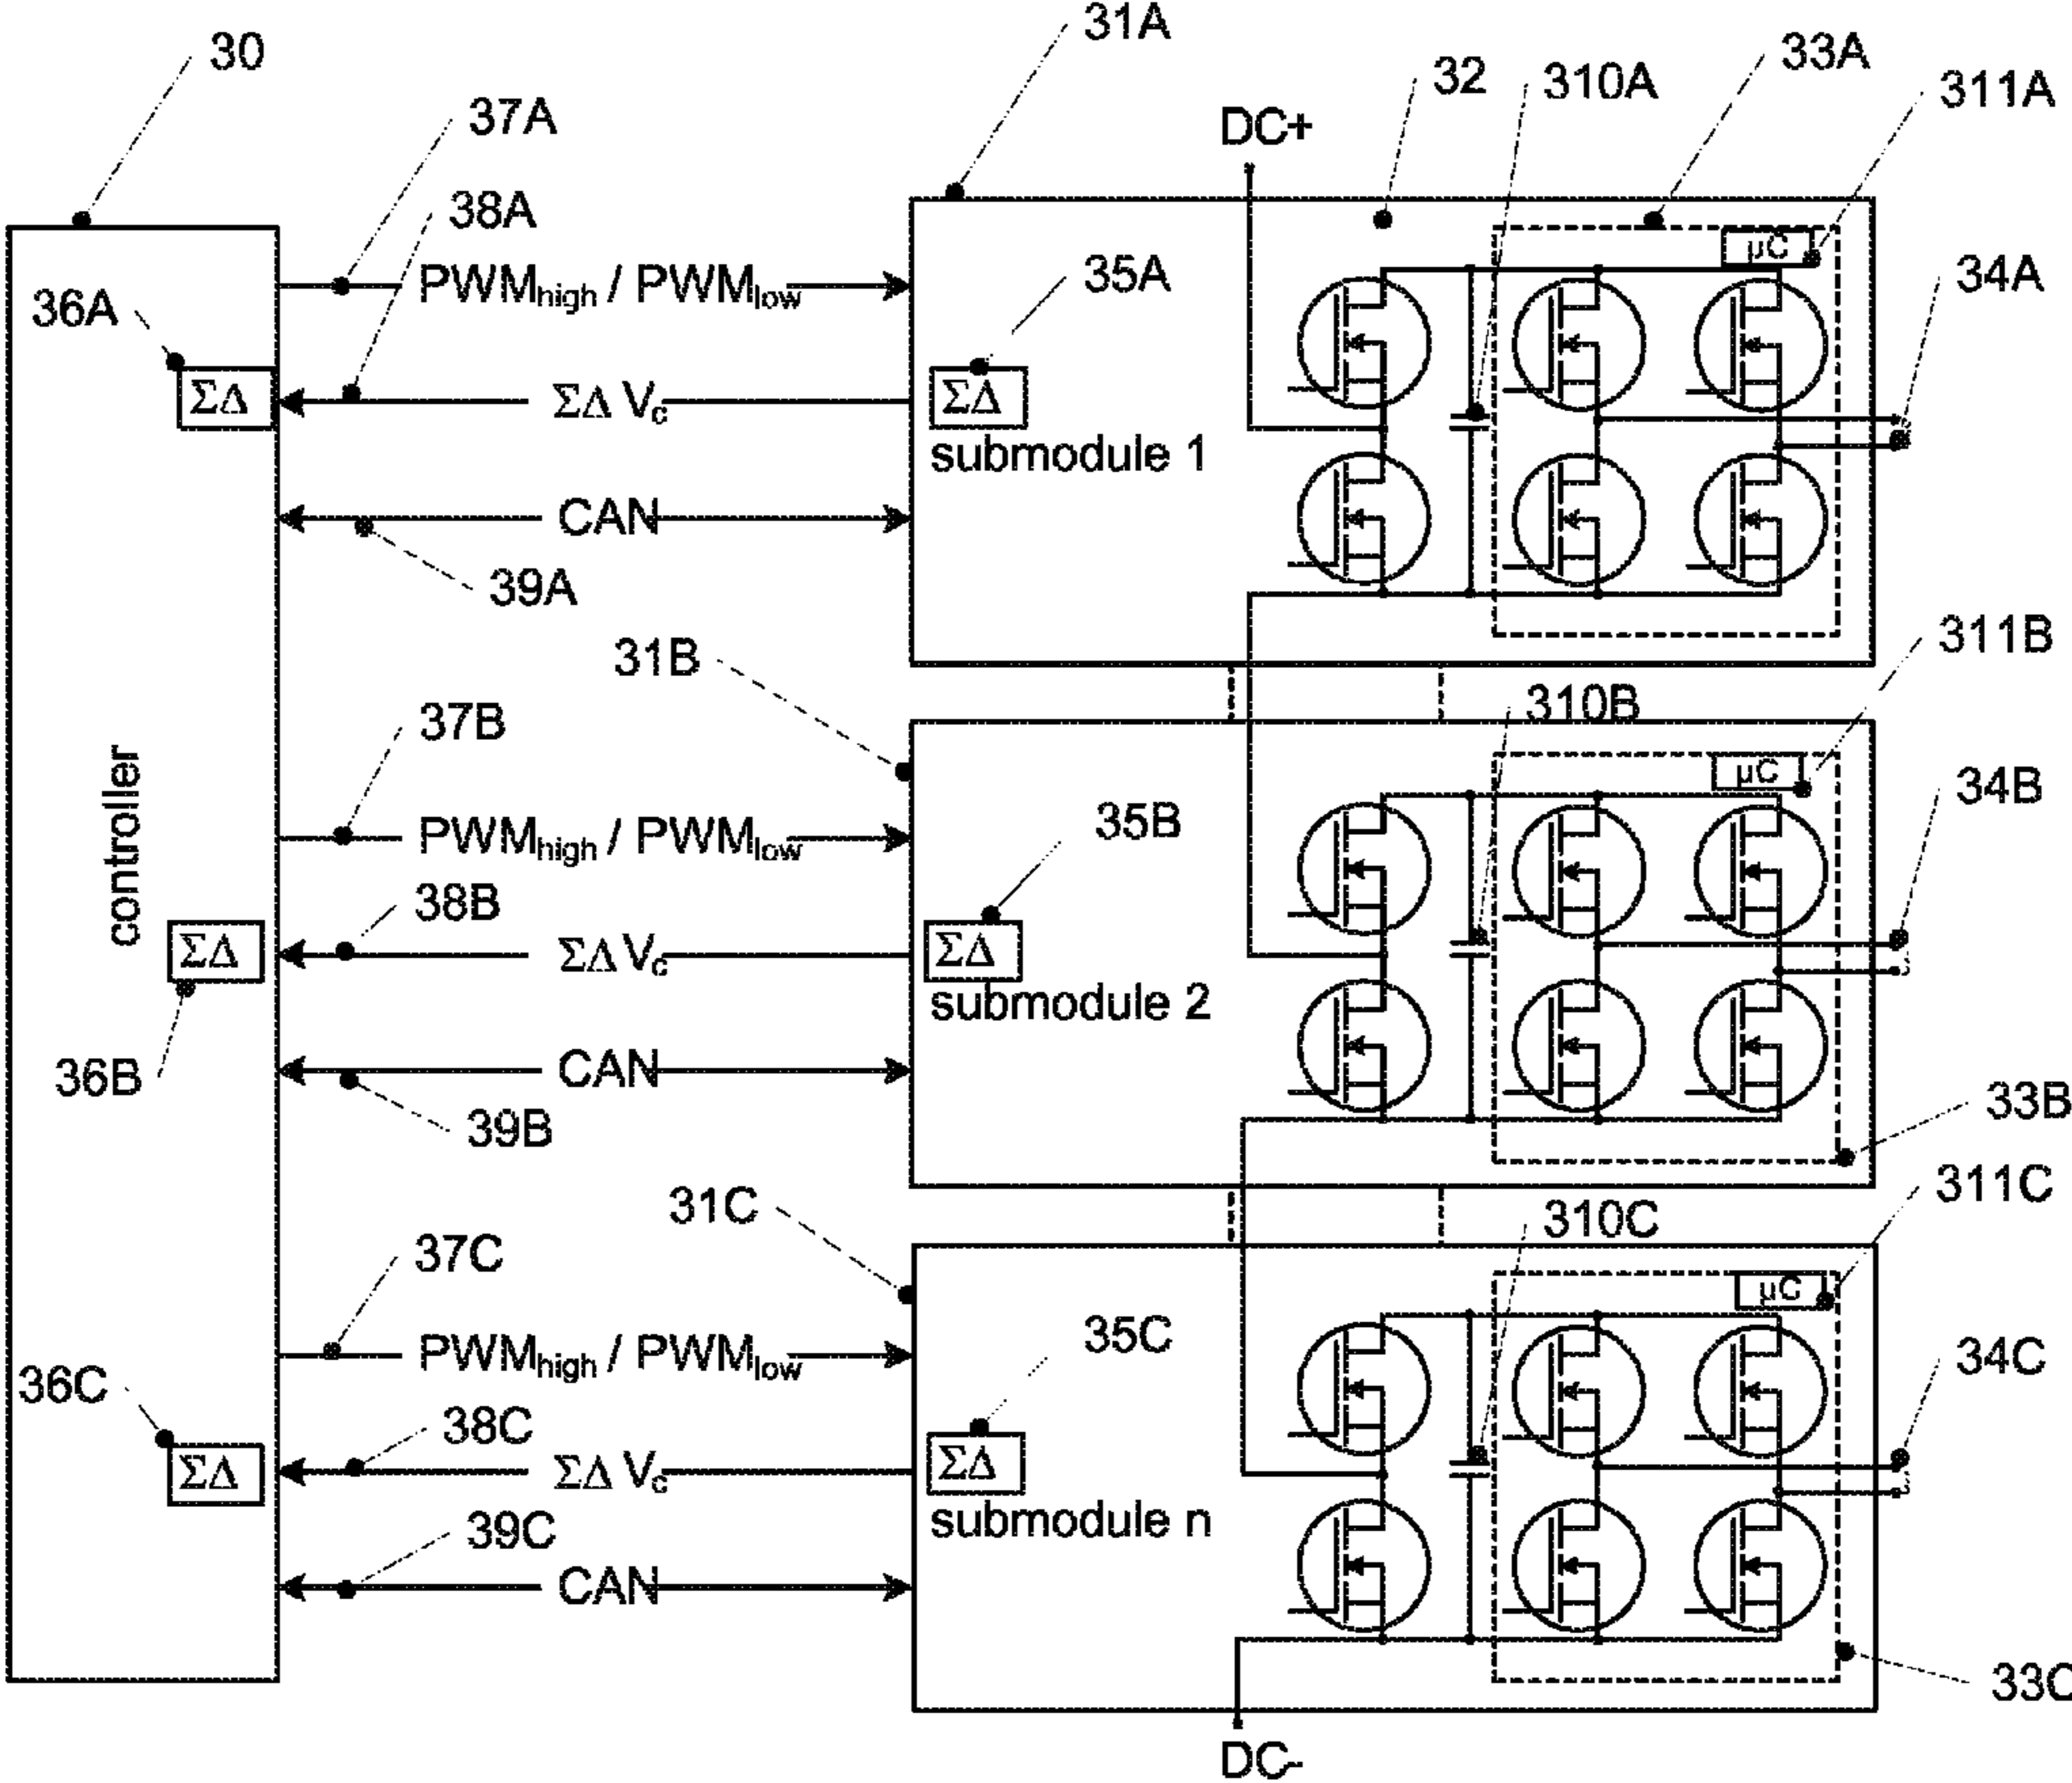 31A
30
33A
32
310A
311A
37A
DC+
38A
PWMhigh / PWMlow
35A
34A
36A
ΣΔ
ΣΔ Vc
ΣΔ
submodule 1
CAN
39A
31B
311B
310B
37B
µC
µC
34B
35B
PWMhigh / PWMlow
controller
38B
ΣΔ
ΣΔ Vc
ΣΔ
submodule 2
36B
CAN
39B
33B
31C
311C
310C
37C
µC
35C
PWMhigh / PWMlow
34C
36C
38C
ΣΔ
ΣΔ Vc
ΣΔ
submodule n
39C
CAN
33C
DC-